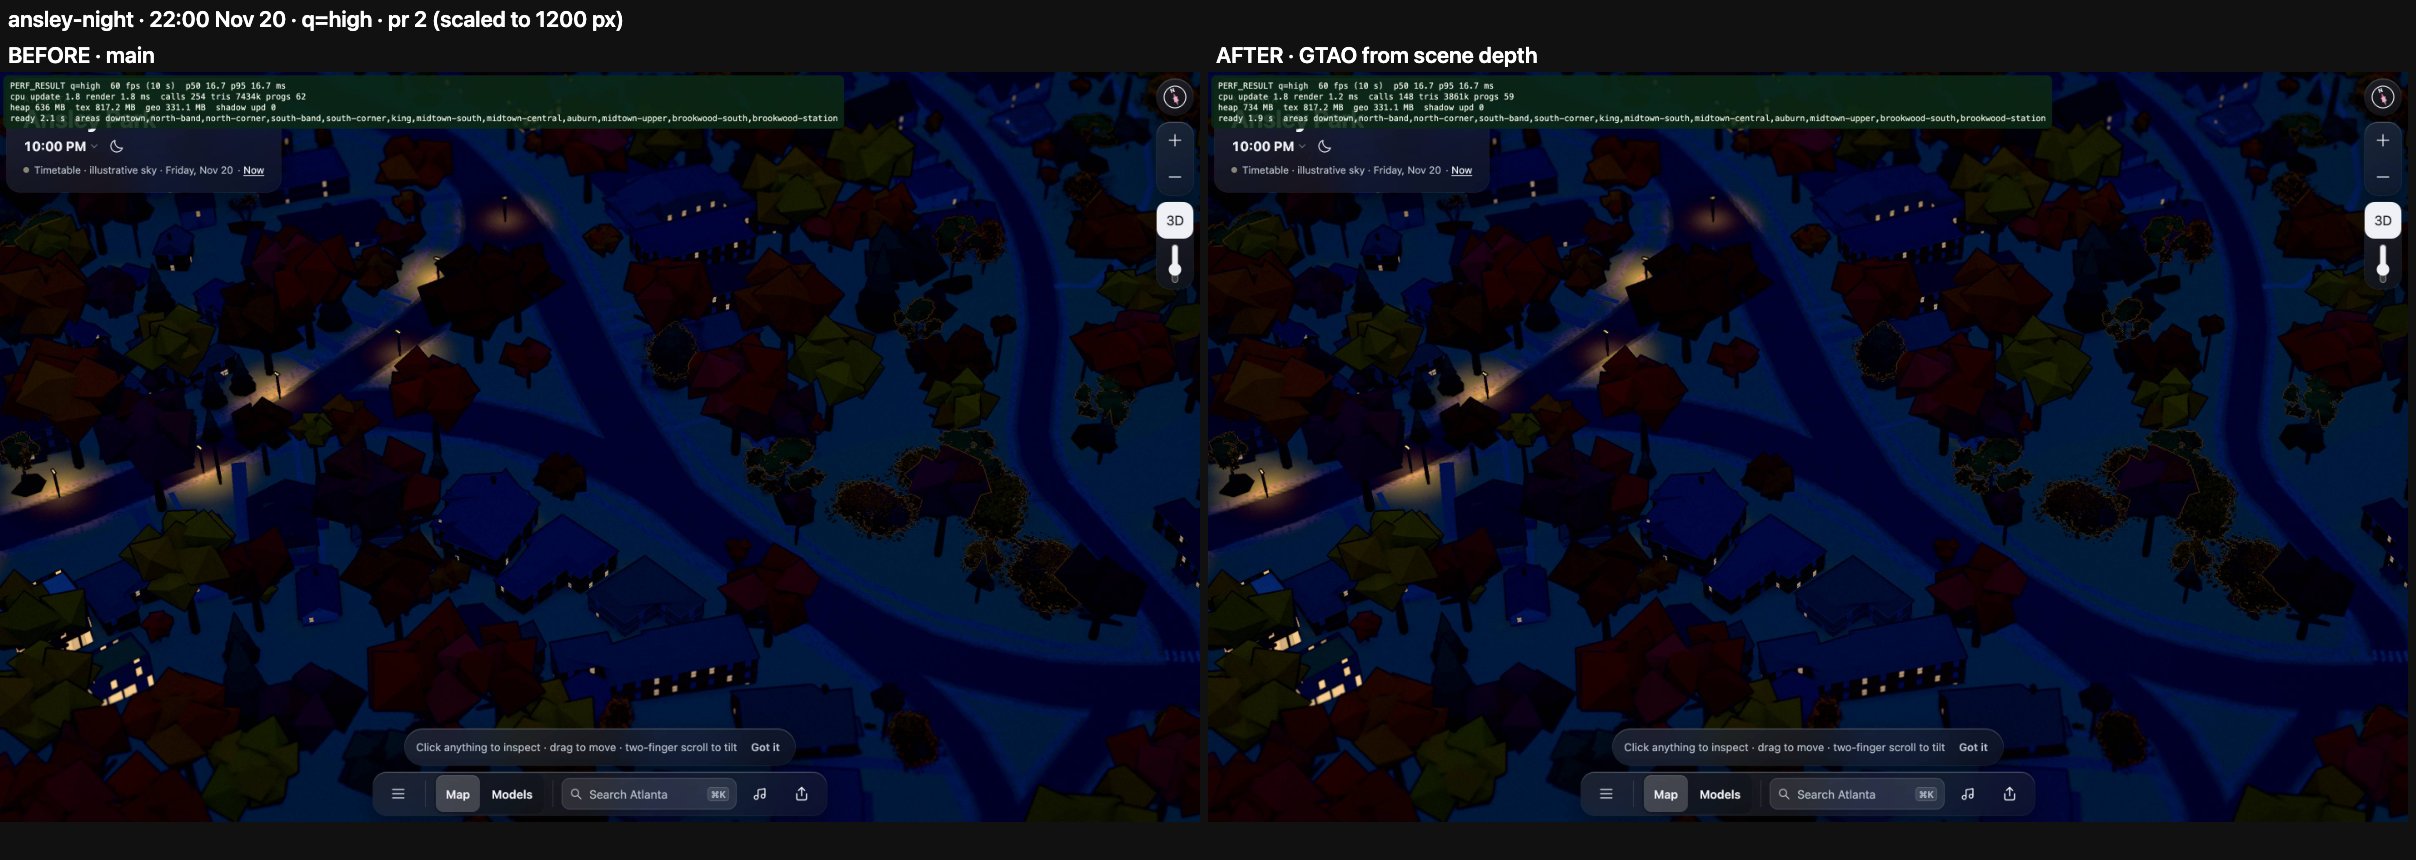 ansley-night · 22:00 Nov 20 · q=high · pr 2 (scaled to 1200 px)
BEFORE · main
PERF_RESULT q=high 60 fps (10 s) p50 16.7 p95 16.7 ms
cpu update 1.8 render 1.8 ms calls 254 tris 7434k progs 62
heap 636 MB tex 817.2 MB geo 331.1 MB shadow upd 0
ready 2.1 s areas downtown,north-band,north-corner,south-band,south-corner,king,midtown-south,midtown-central,auburn,midtown-upper,brookwood-south,brookwood-station
Ansley Park
10:00 PM
Timetable · illustrative sky · Friday, Nov 20 · Now
N
+
−
3D
Click anything to inspect · drag to move · two-finger scroll to tilt Got it
Map Models Search Atlanta ⌘K
AFTER · GTAO from scene depth
PERF_RESULT q=high 60 fps (10 s) p50 16.7 p95 16.7 ms
cpu update 1.8 render 1.2 ms calls 148 tris 3861k progs 59
heap 734 MB tex 817.2 MB geo 331.1 MB shadow upd 0
ready 1.9 s areas downtown,north-band,north-corner,south-band,south-corner,king,midtown-south,midtown-central,auburn,midtown-upper,brookwood-south,brookwood-station
Ansley Park
10:00 PM
Timetable · illustrative sky · Friday, Nov 20 · Now
N
+
−
3D
Click anything to inspect · drag to move · two-finger scroll to tilt Got it
Map Models Search Atlanta ⌘K